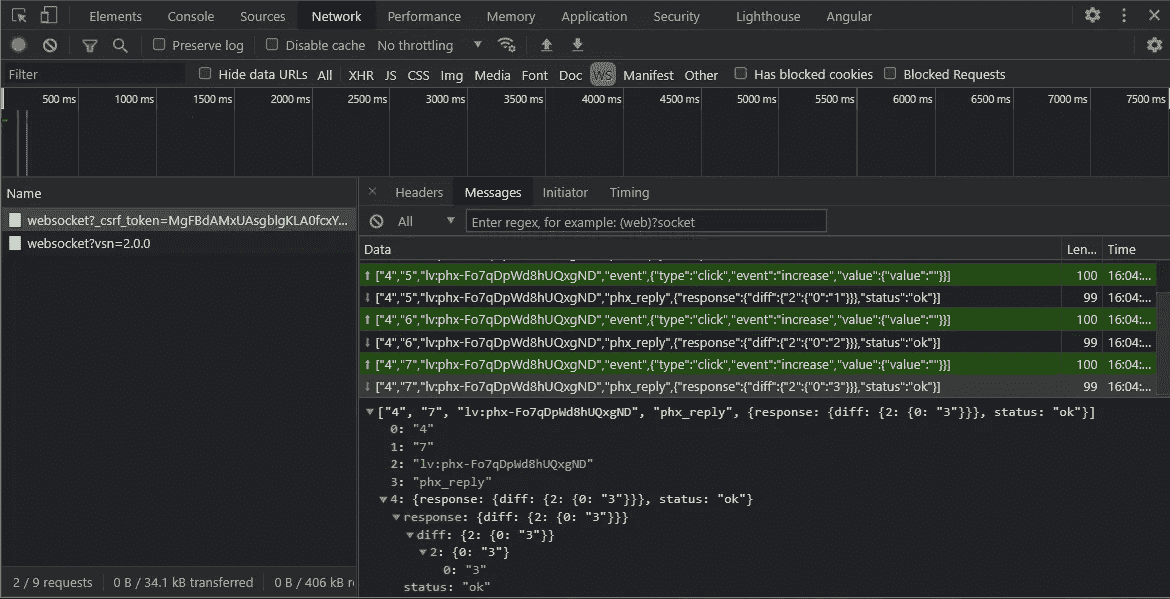 Elements Console Sources Network Performance Memory Application Security Lighthouse Angular
Preserve log Disable cache No throttling
Filter Hide data URLs All XHR JS CSS Img Media Font Doc WS Manifest Other Has blocked cookies Blocked Requests
500 ms 1000 ms 1500 ms 2000 ms 2500 ms 3000 ms 3500 ms 4000 ms 4500 ms 5000 ms 5500 ms 6000 ms 6500 ms 7000 ms 7500 ms
Name
websocket?_csrf_token=MgFBdAMxUAsgblgKLA0fcxY...
websocket?vsn=2.0.0
Headers Messages Initiator Timing
All Enter regex, for example: (web)?socket
Data Len... Time
["4","5","lv:phx-Fo7qDpWd8hUQxgND","event",{"type":"click","event":"increase","value":{"value":""}}] 100 16:04:...
["4","5","lv:phx-Fo7qDpWd8hUQxgND","phx_reply",{"response":{"diff":{"2":{"0":"1"}}},"status":"ok"}] 99 16:04:...
["4","6","lv:phx-Fo7qDpWd8hUQxgND","event",{"type":"click","event":"increase","value":{"value":""}}] 100 16:04:...
["4","6","lv:phx-Fo7qDpWd8hUQxgND","phx_reply",{"response":{"diff":{"2":{"0":"2"}}},"status":"ok"}] 99 16:04:...
["4","7","lv:phx-Fo7qDpWd8hUQxgND","event",{"type":"click","event":"increase","value":{"value":""}}] 100 16:04:...
["4","7","lv:phx-Fo7qDpWd8hUQxgND","phx_reply",{"response":{"diff":{"2":{"0":"3"}}},"status":"ok"}] 99 16:04:...
["4", "7", "lv:phx-Fo7qDpWd8hUQxgND", "phx_reply", {response: {diff: {2: {0: "3"}}}, status: "ok"}]
0: "4"
1: "7"
2: "lv:phx-Fo7qDpWd8hUQxgND"
3: "phx_reply"
4: {response: {diff: {2: {0: "3"}}}, status: "ok"}
response: {diff: {2: {0: "3"}}}
diff: {2: {0: "3"}}
2: {0: "3"}
0: "3"
status: "ok"
2 / 9 requests 0 B / 34.1 kB transferred 0 B / 406 kB r